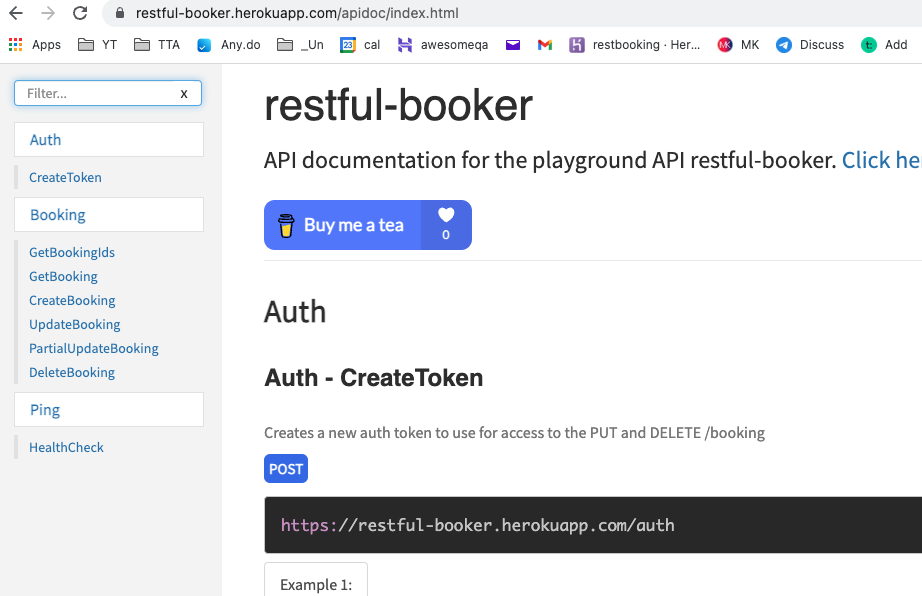 restful-booker.herokuapp.com/apidoc/index.html
Apps YT TTA Any.do _Un 23 cal awesomeqa restbooking · Her... MK MK Discuss t Add
Filter... x
Auth
CreateToken
Booking
GetBookingIds
GetBooking
CreateBooking
UpdateBooking
PartialUpdateBooking
DeleteBooking
Ping
HealthCheck
restful-booker
API documentation for the playground API restful-booker. Click he
Buy me a tea
0
Auth
Auth - CreateToken
Creates a new auth token to use for access to the PUT and DELETE /booking
POST
https://restful-booker.herokuapp.com/auth
Example 1: